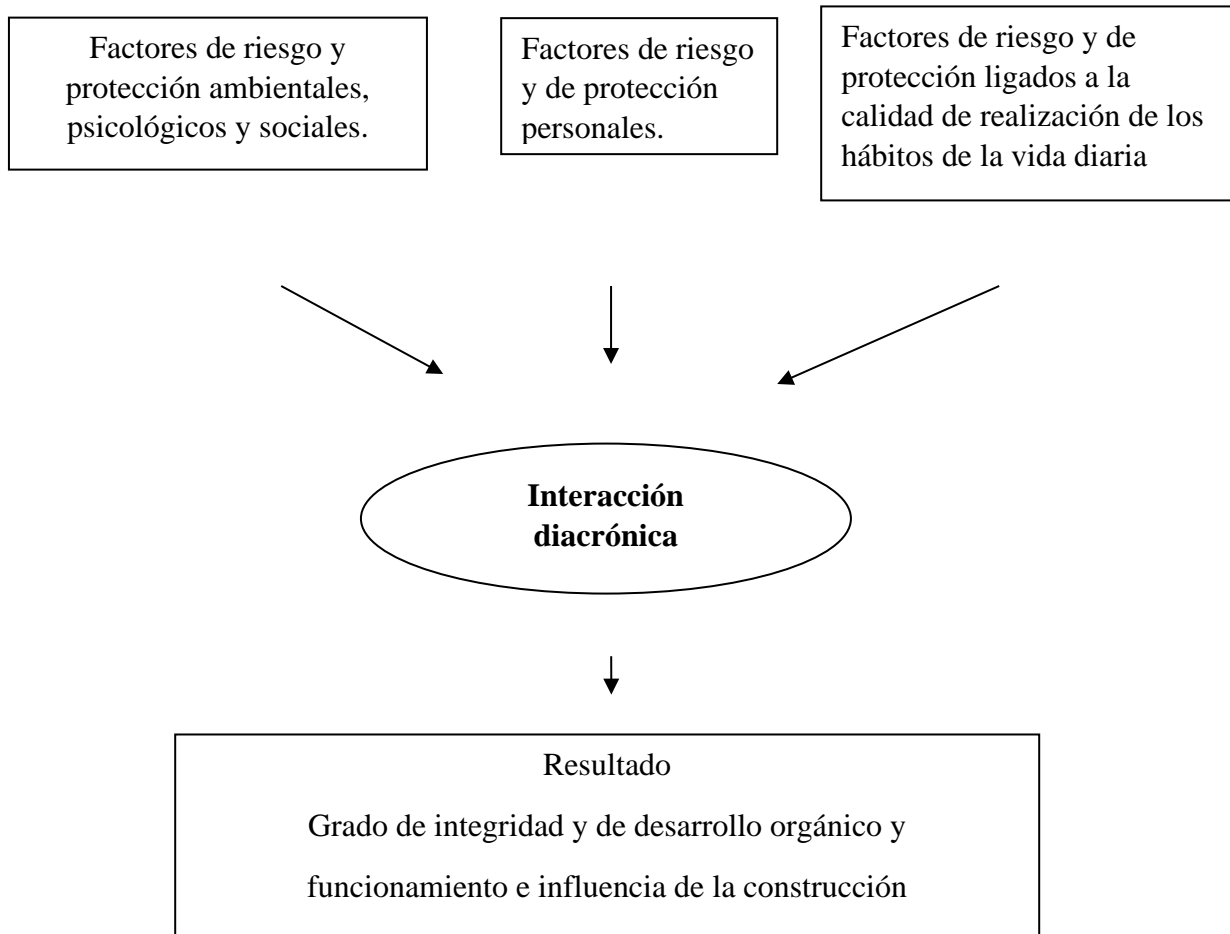 Factores de riesgo y
protección ambientales,
psicológicos y sociales.
Factores de riesgo
y de protección
personales.
Factores de riesgo y de
protección ligados a la
calidad de realización de los
hábitos de la vida diaria
Interacción
diacrónica
Resultado
Grado de integridad y de desarrollo orgánico y
funcionamiento e influencia de la construcción